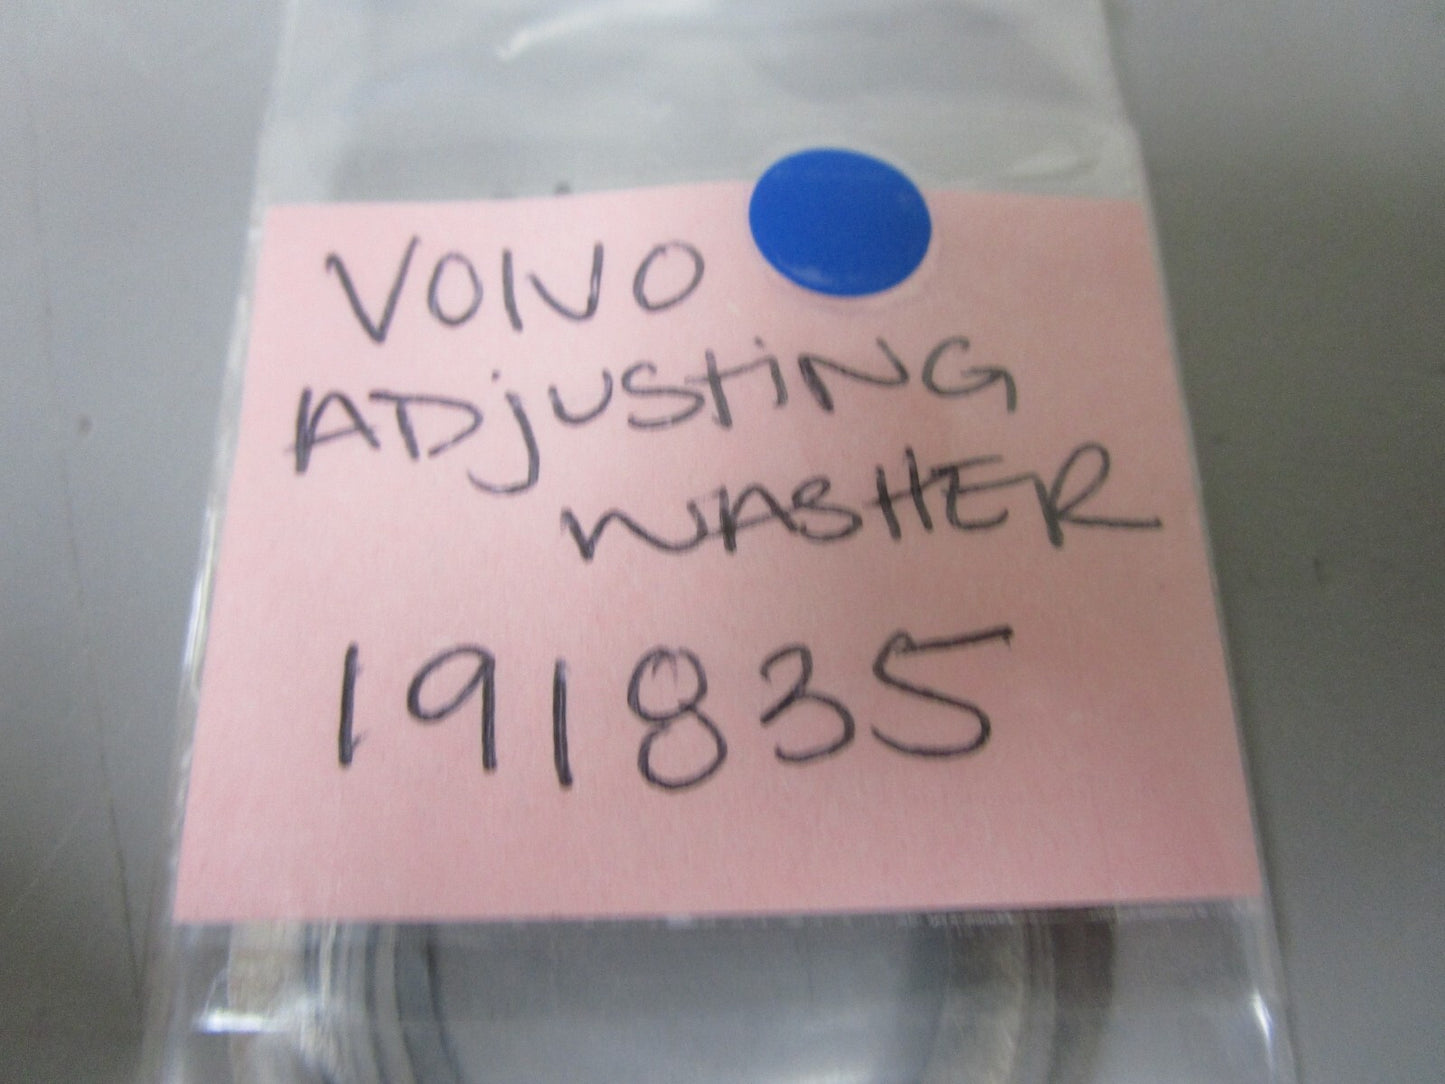 VOLVO
ADjUSTiNG
WASHER
191835